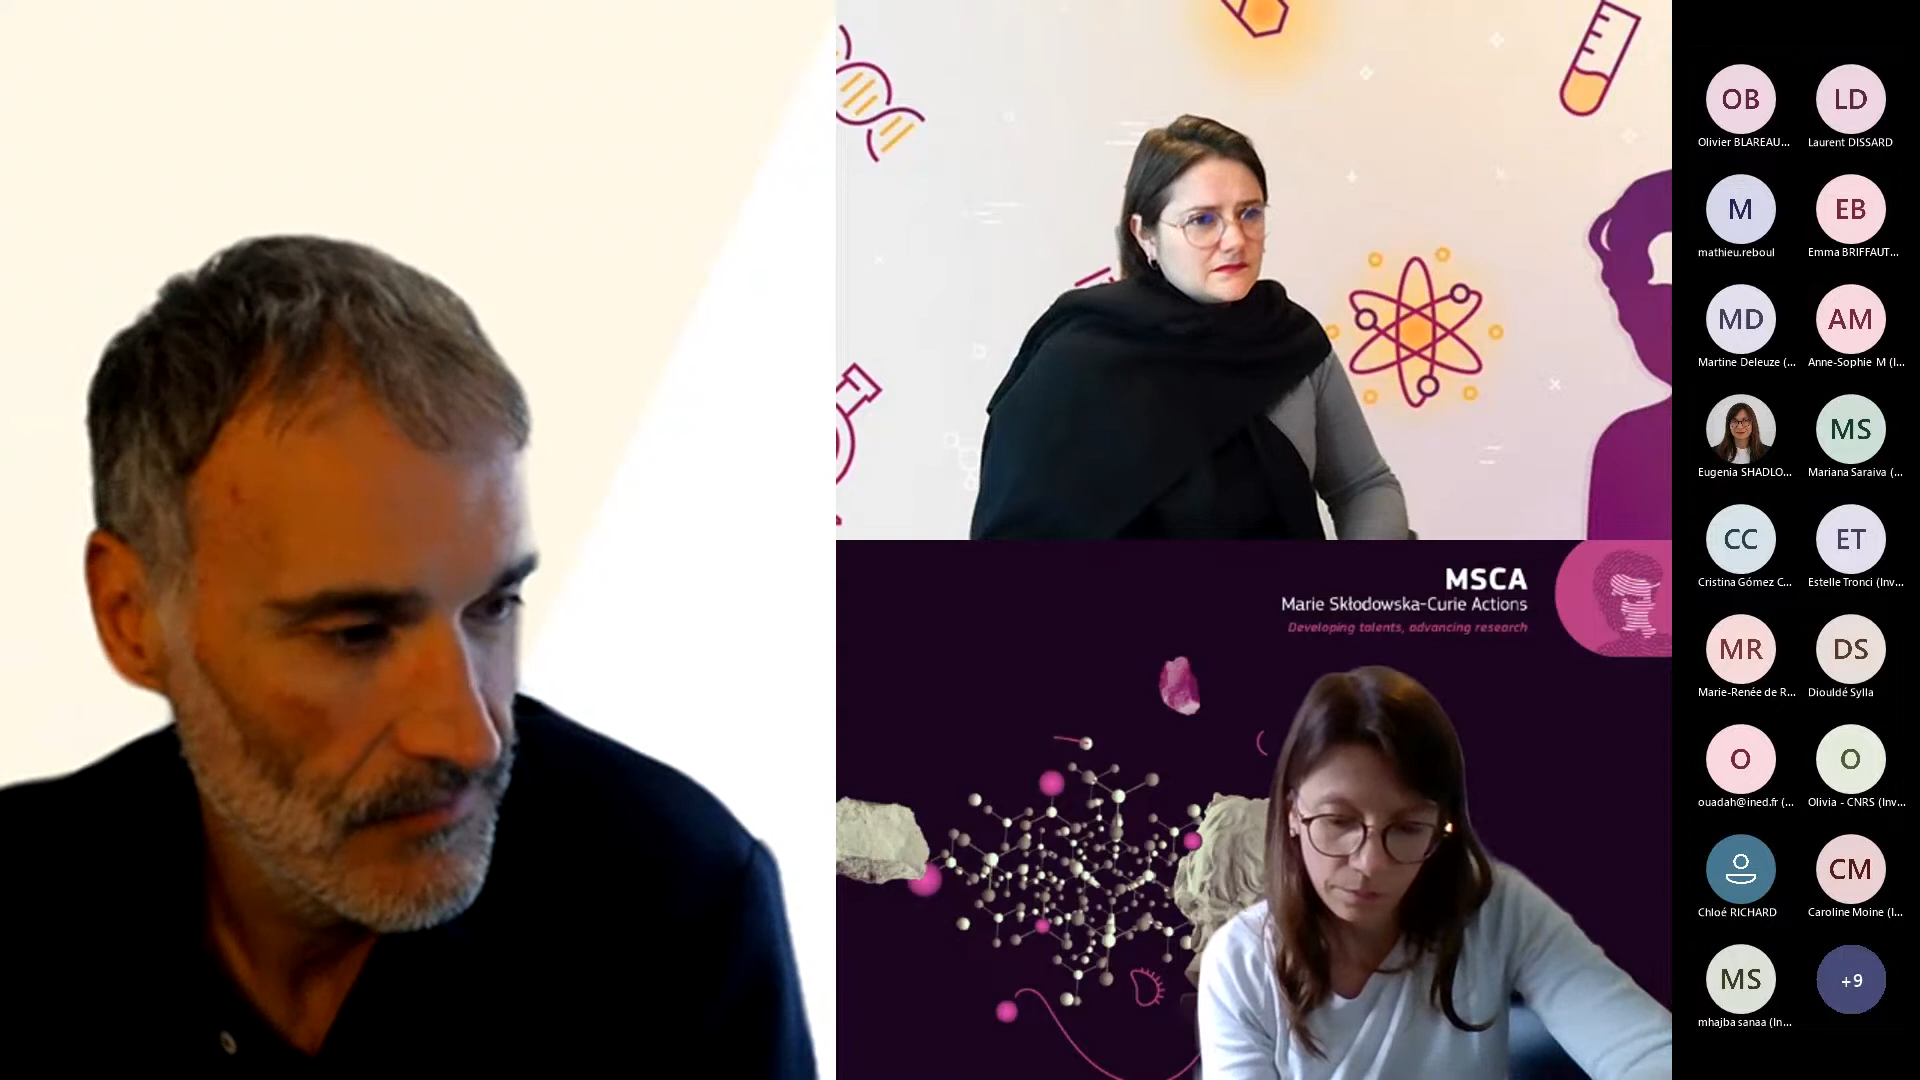 MSCA
Marie Skłodowska-Curie Actions
Developing talents, advancing research
OB
LD
Olivier BLAREAU...
Laurent DISSARD
M
EB
mathieu.reboul
Emma BRIFFAUT...
MD
AM
Martine Deleuze (...
Anne-Sophie M (I...
MS
Eugenia SHADLO...
Mariana Saraiva (...
CC
ET
Cristina Gómez C...
Estelle Tronci (Inv...
MR
DS
Marie-Renée de R...
Diouldé Sylla
O
O
ouadah@ined.fr (...
Olivia - CNRS (Inv...
CM
Chloé RICHARD
Caroline Moine (I...
MS
+9
mhajba sanaa (In...